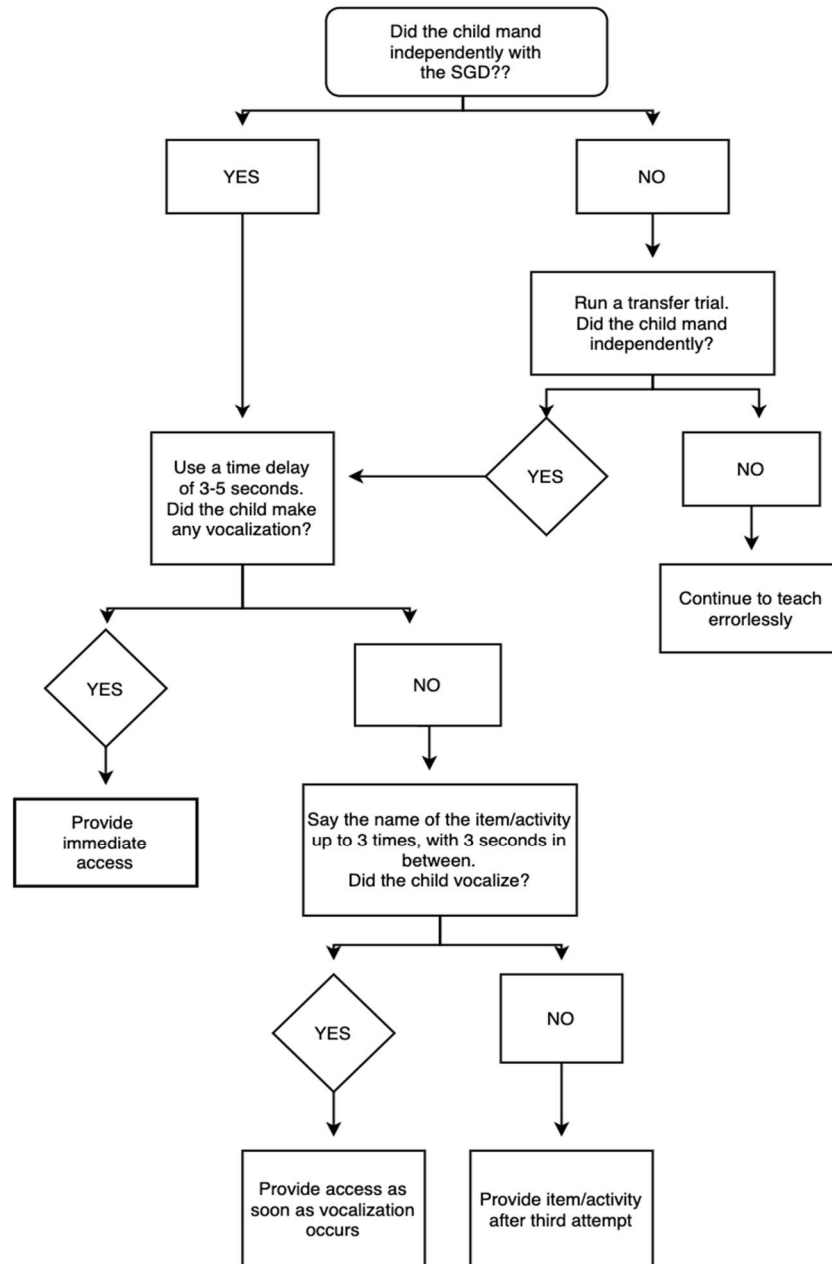 Did the child mand
independently with
the SGD??
YES
NO
Run a transfer trial.
Did the child mand
independently?
Use a time delay
of 3-5 seconds.
Did the child make
any vocalization?
YES
NO
Continue to teach
errorlessly
YES
NO
Provide
immediate
access
Say the name of the item/activity
up to 3 times, with 3 seconds in
between.
Did the child vocalize?
YES
NO
Provide access as
soon as vocalization
occurs
Provide item/activity
after third attempt